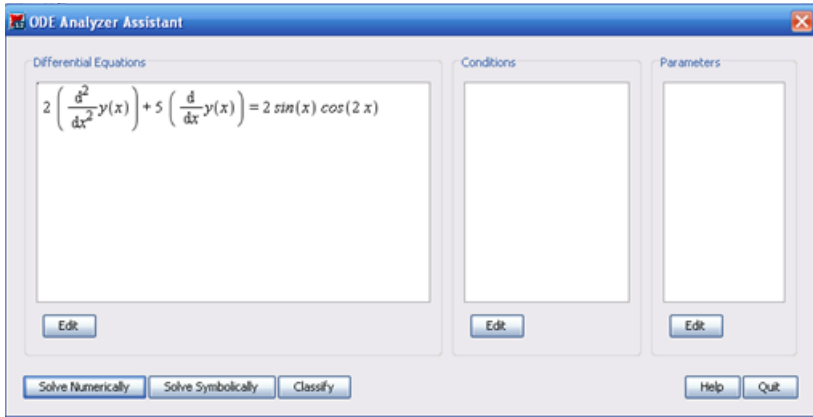 ODE Analyzer Assistant
Differential Equations
Conditions
Parameters
2 (d²/dx² y(x)) + 5 (d/dx y(x)) = 2 sin(x) cos(2 x)
Edit
Edit
Edit
Solve Numerically
Solve Symbolically
Classify
Help
Quit